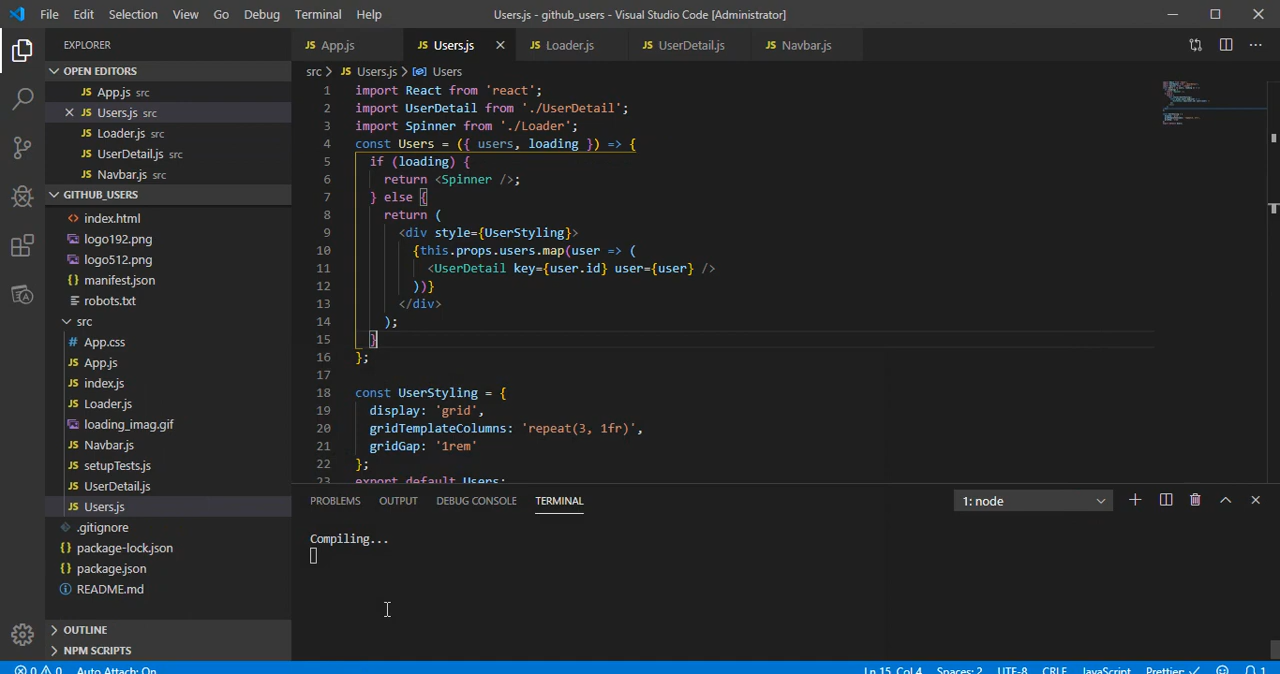 File Edit Selection View Go Debug Terminal Help
Users.js - github_users - Visual Studio Code [Administrator]
EXPLORER
OPEN EDITORS
App.js src
Users.js src
Loader.js src
UserDetail.js src
Navbar.js src
GITHUB_USERS
index.html
logo192.png
logo512.png
manifest.json
robots.txt
src
App.css
App.js
index.js
Loader.js
loading_imag.gif
Navbar.js
setupTests.js
UserDetail.js
Users.js
.gitignore
package-lock.json
package.json
README.md
OUTLINE
NPM SCRIPTS
JS App.js JS Users.js JS Loader.js JS UserDetail.js JS Navbar.js
src > JS Users.js > Users
1 import React from 'react';
2 import UserDetail from './UserDetail';
3 import Spinner from './Loader';
4 const Users = ({ users, loading }) => {
5 if (loading) {
6 return <Spinner />;
7 } else {
8 return (
9 <div style={UserStyling}>
10 {this.props.users.map(user => (
11 <UserDetail key={user.id} user={user} />
12 ))}
13 </div>
14 );
15 }
16 };
17
18 const UserStyling = {
19 display: 'grid',
20 gridTemplateColumns: 'repeat(3, 1fr)',
21 gridGap: '1rem'
22 };
23 export default Users;
PROBLEMS OUTPUT DEBUG CONSOLE TERMINAL
1: node
Compiling...
0 0 Auto Attach: On
Ln 15, Col 4 Spaces: 2 UTF-8 CRLF JavaScript Prettier: ✓ 1